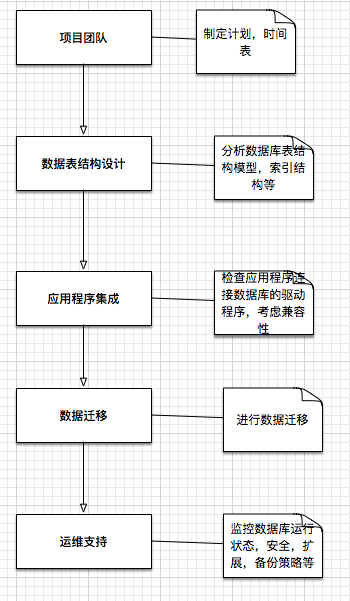 项目团队
制定计划，时间
表
数据表结构设计
分析数据库表结
构模型，索引结
构等
应用程序集成
检查应用程序连
接数据库的驱动
程序，考虑兼容
性
数据迁移
进行数据迁移
运维支持
监控数据库运行
状态，安全，扩
展，备份策略等